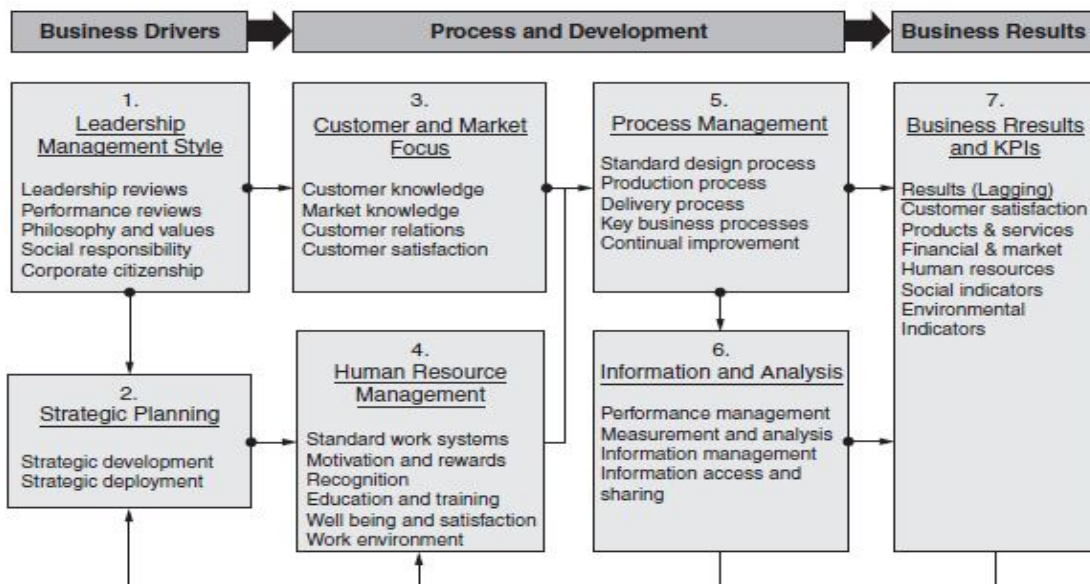 Business Drivers
Process and Development
Business Results
1.
Leadership
Management Style
Leadership reviews
Performance reviews
Philosophy and values
Social responsibility
Corporate citizenship
2.
Strategic Planning
Strategic development
Strategic deployment
3.
Customer and Market
Focus
Customer knowledge
Market knowledge
Customer relations
Customer satisfaction
4.
Human Resource
Management
Standard work systems
Motivation and rewards
Recognition
Education and training
Well being and satisfaction
Work environment
5.
Process Management
Standard design process
Production process
Delivery process
Key business processes
Continual improvement
6.
Information and Analysis
Performance management
Measurement and analysis
Information management
Information access and
sharing
7.
Business Rresults
and KPIs
Results (Lagging)
Customer satisfaction
Products & services
Financial & market
Human resources
Social indicators
Environmental
Indicators